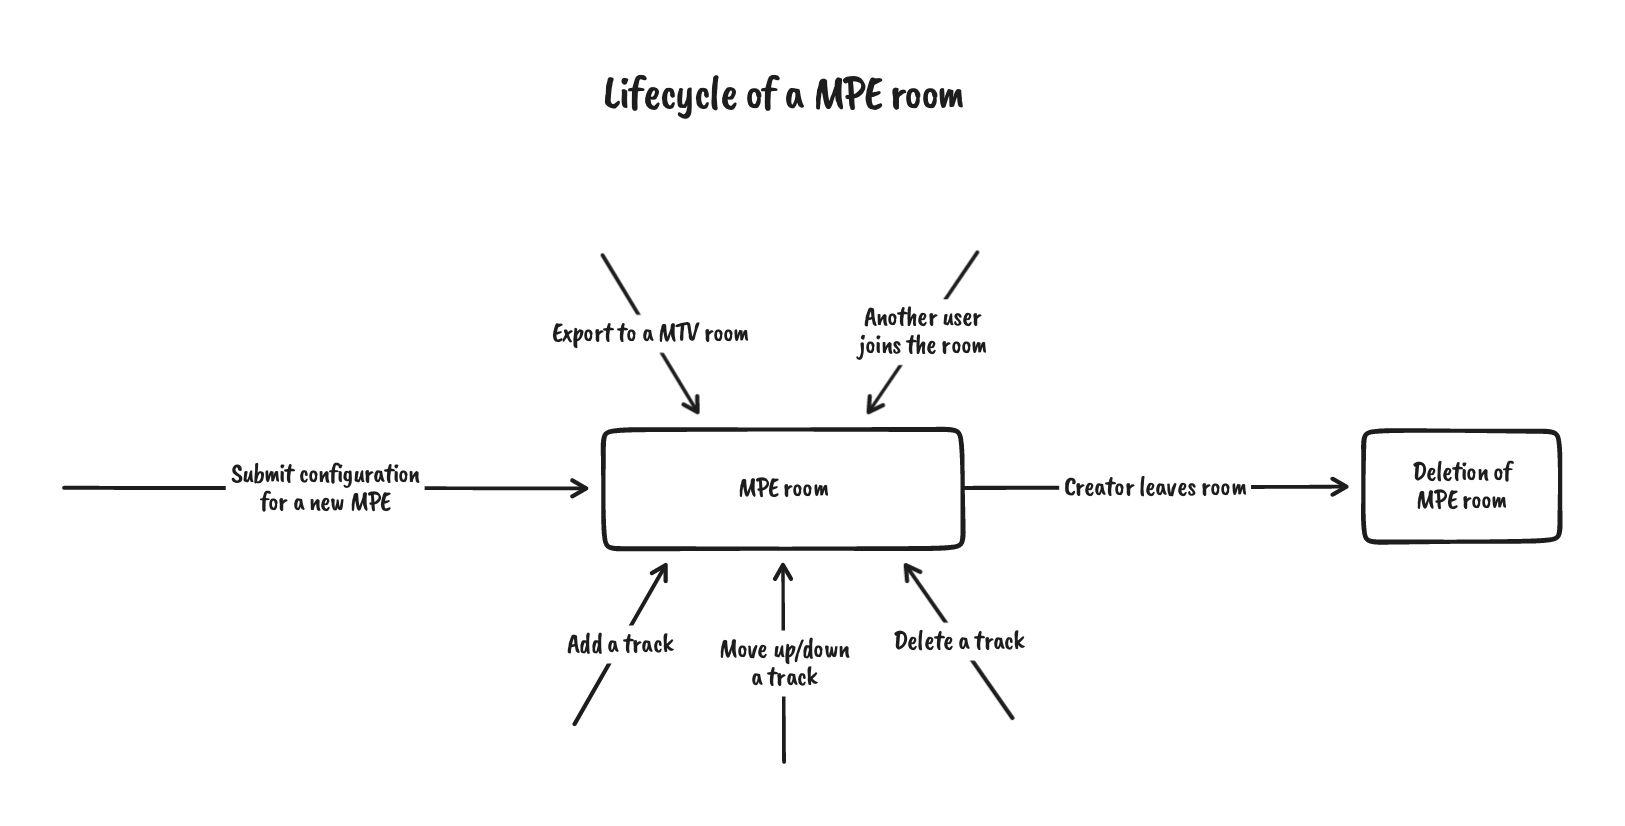 Lifecycle of a MPE room
Export to a MTV room
Another user
joins the room
Submit configuration
for a new MPE
MPE room
Creator leaves room
Deletion of
MPE room
Add a track
Move up/down
a track
Delete a track